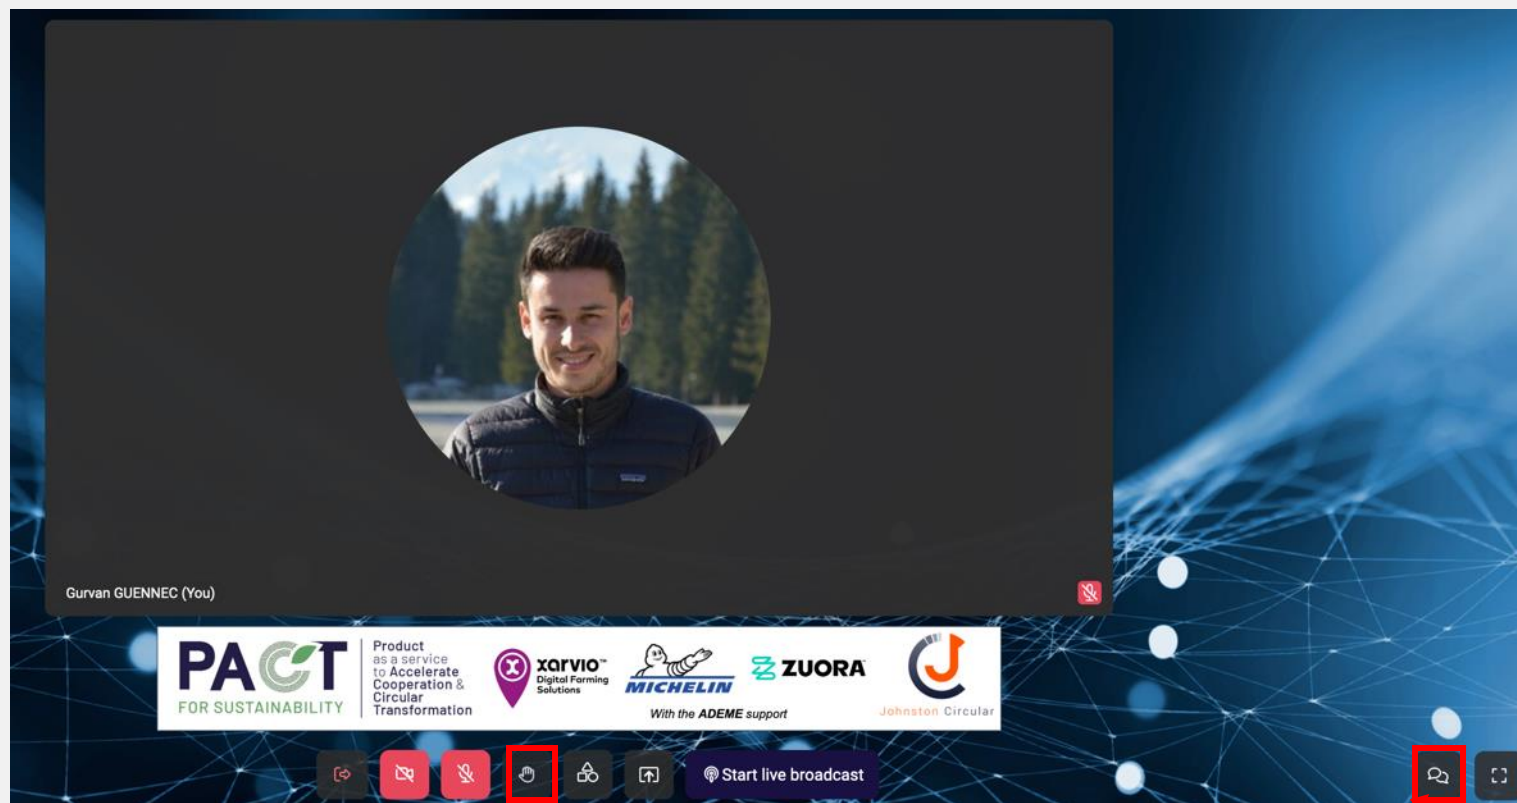 Gurvan GUENNEC (You)
PACT
FOR SUSTAINABILITY
Product
as a service
to Accelerate
Cooperation &
Circular
Transformation
x
xarvio™
Digital Farming
Solutions
MICHELIN
ZUORA
With the ADEME support
Johnston Circular
Start live broadcast